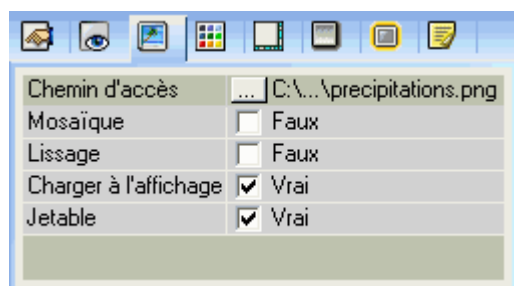 Chemin d'accès ... C:\...\precipitations.png
Mosaïque Faux
Lissage Faux
Charger à l'affichage Vrai
Jetable Vrai